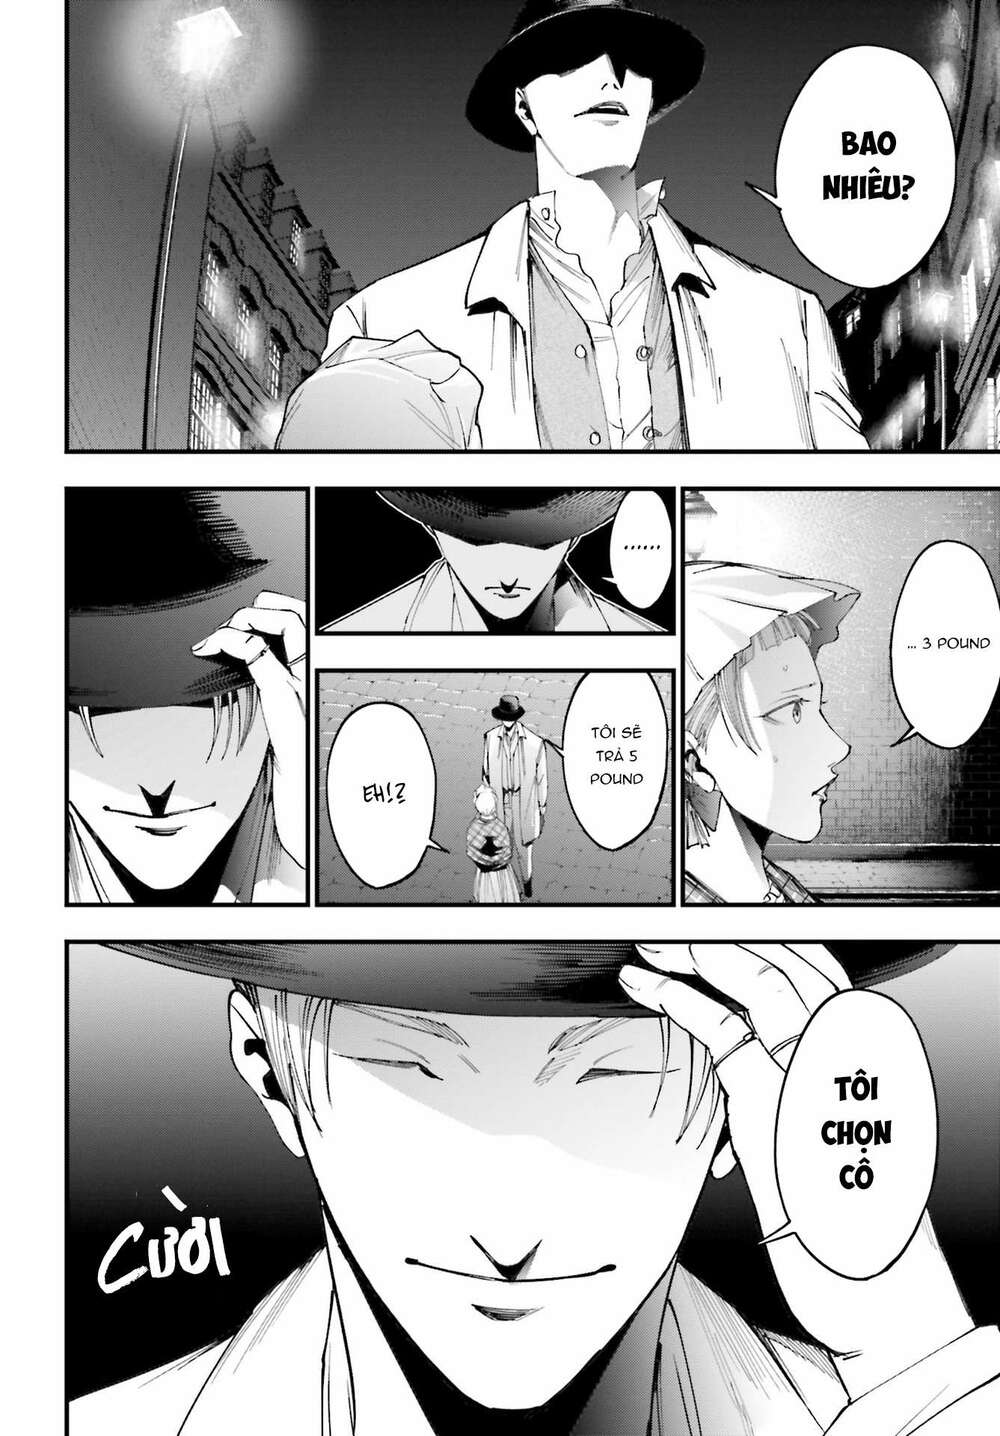 BAO
NHIÊU?
... 3 POUND
......
TÔI SẼ
TRẢ 5
POUND
EH!?
TÔI
CHỌN
CÔ
CƯỜI